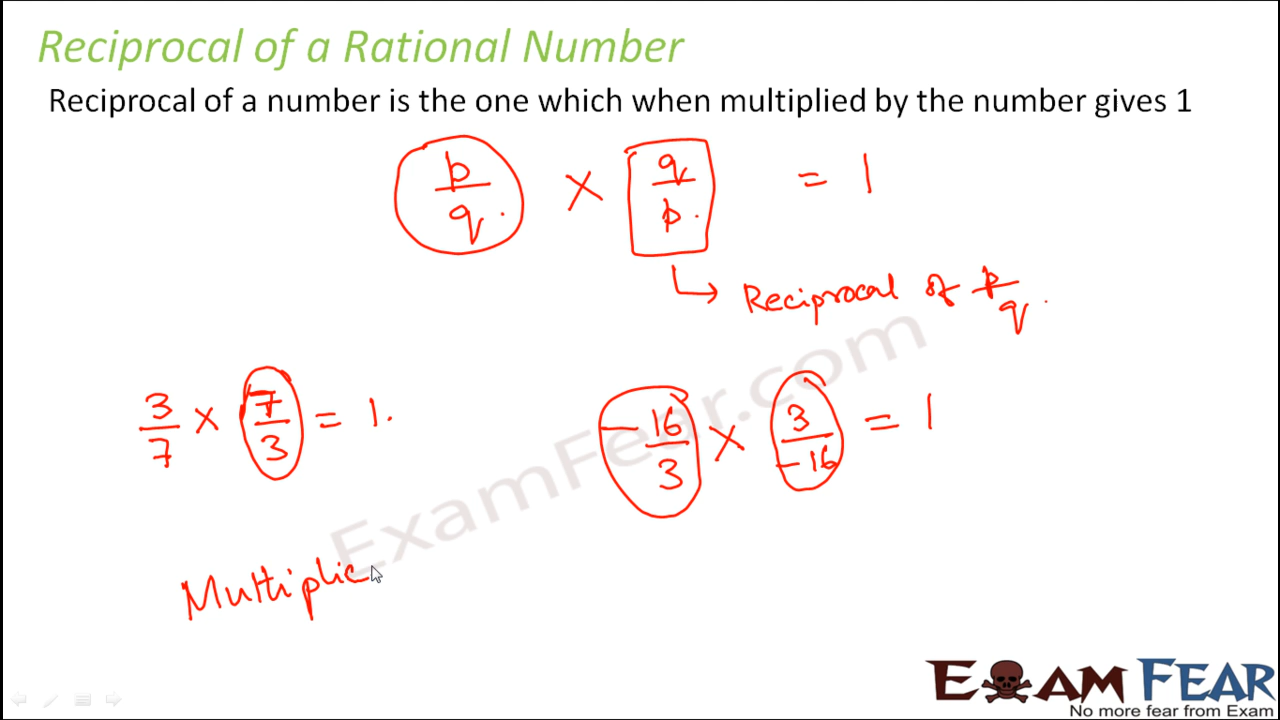 Reciprocal of a Rational Number
Reciprocal of a number is the one which when multiplied by the number gives 1
p/q × q/p = 1
Reciprocal of p/q
3/7 × 7/3 = 1. -16/3 × 3/-16 = 1
ExamFear.com
Multiplic
EXAM FEAR
No more fear from Exam